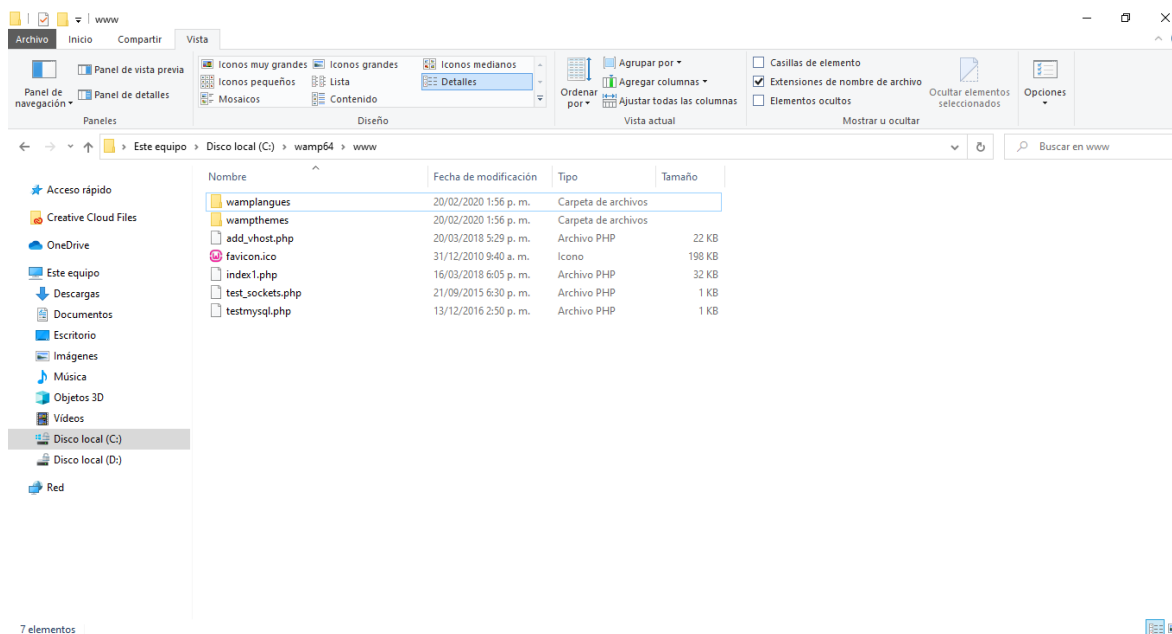 www
Archivo Inicio Compartir Vista
Panel de navegación
Panel de vista previa
Panel de detalles
Paneles
Iconos muy grandes Iconos grandes Iconos medianos
Iconos pequeños Lista Detalles
Mosaicos Contenido
Diseño
Ordenar por
Agrupar por
Agregar columnas
Ajustar todas las columnas
Vista actual
Casillas de elemento
Extensiones de nombre de archivo
Elementos ocultos
Ocultar elementos seleccionados
Mostrar u ocultar
Opciones
Este equipo > Disco local (C:) > wamp64 > www
Buscar en www
Acceso rápido
Creative Cloud Files
OneDrive
Este equipo
Descargas
Documentos
Escritorio
Imágenes
Música
Objetos 3D
Vídeos
Disco local (C:)
Disco local (D:)
Red
Nombre Fecha de modificación Tipo Tamaño
wamplangues 20/02/2020 1:56 p. m. Carpeta de archivos
wampthemes 20/02/2020 1:56 p. m. Carpeta de archivos
add_vhost.php 20/03/2018 5:29 p. m. Archivo PHP 22 KB
favicon.ico 31/12/2010 9:40 a. m. Icono 198 KB
index1.php 16/03/2018 6:05 p. m. Archivo PHP 32 KB
test_sockets.php 21/09/2015 6:30 p. m. Archivo PHP 1 KB
testmysql.php 13/12/2016 2:50 p. m. Archivo PHP 1 KB
7 elementos